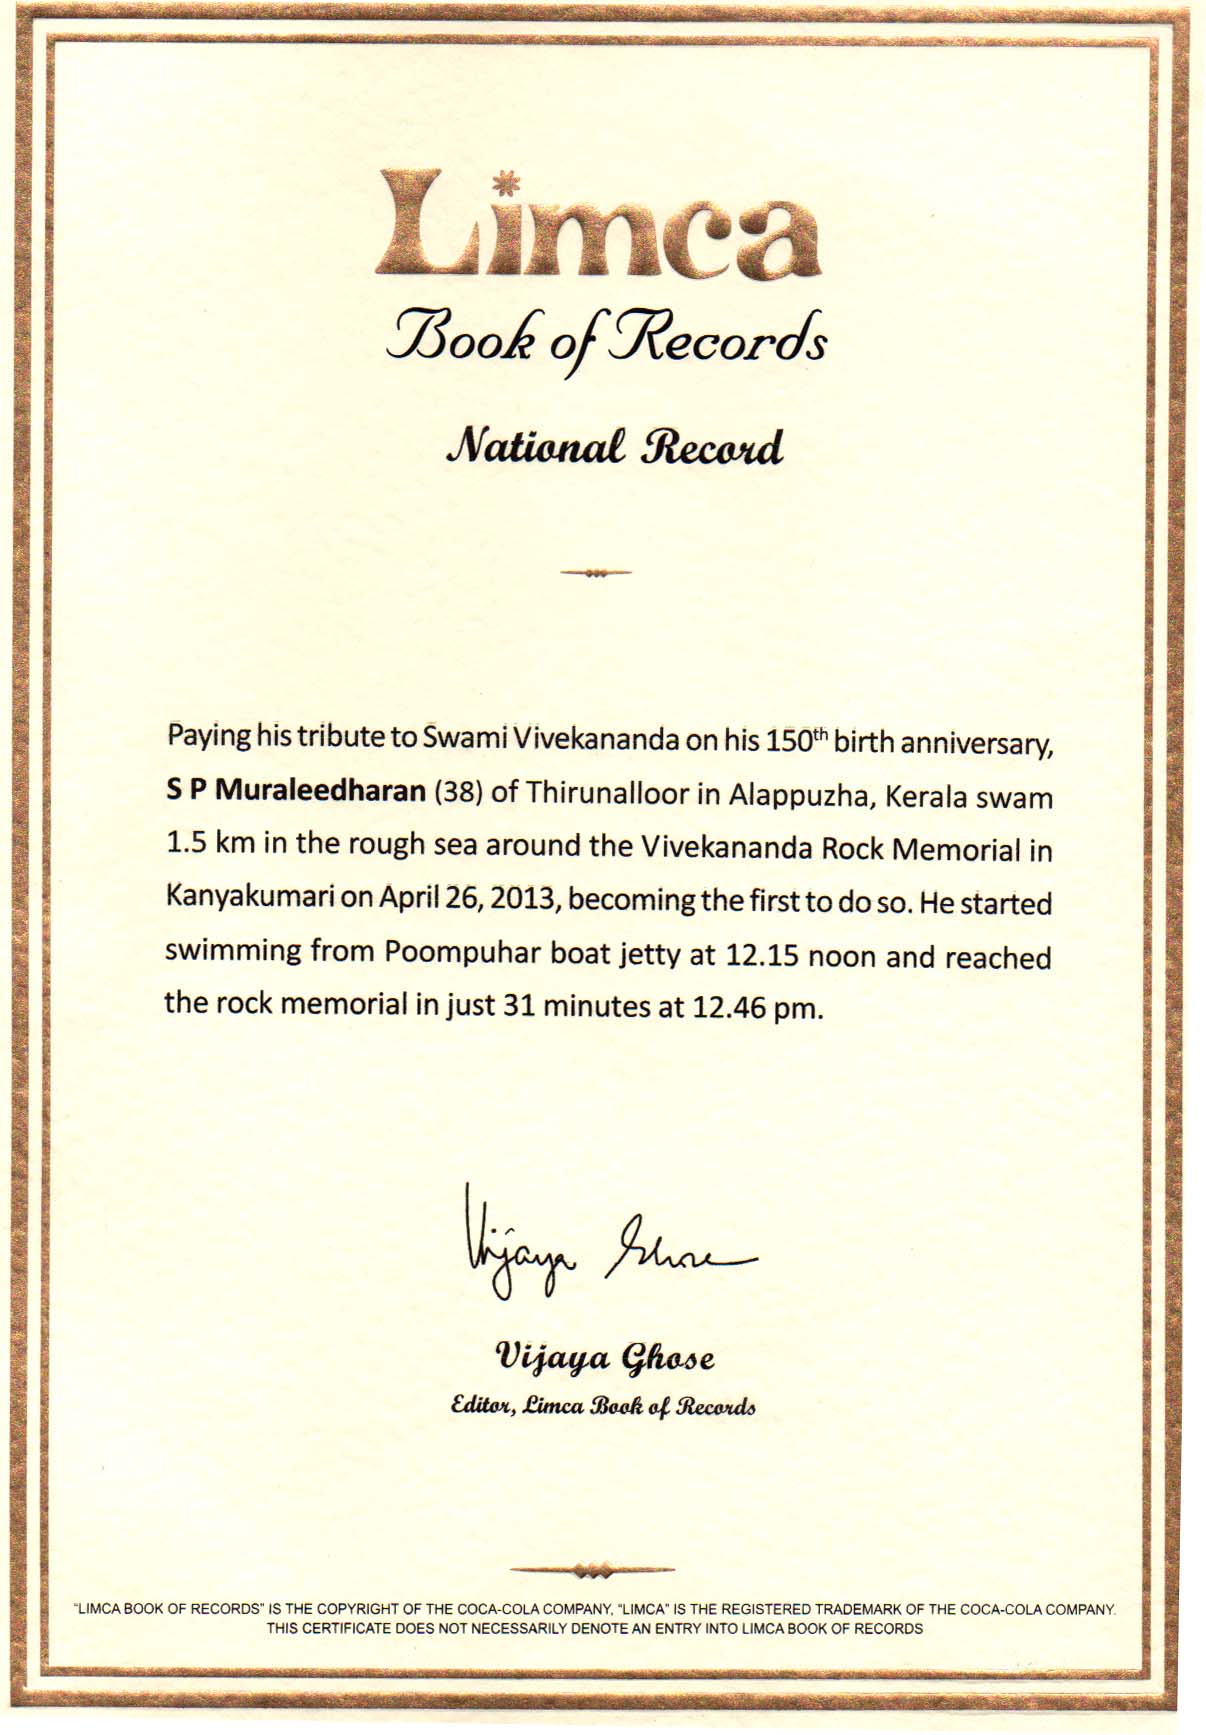 Limca
Book of Records
National Record
Paying his tribute to Swami Vivekananda on his 150th birth anniversary,
S P Muraleedharan (38) of Thirunalloor in Alappuzha, Kerala swam
1.5 km in the rough sea around the Vivekananda Rock Memorial in
Kanyakumari on April 26, 2013, becoming the first to do so. He started
swimming from Poompuhar boat jetty at 12.15 noon and reached
the rock memorial in just 31 minutes at 12.46 pm.
Vijaya Ghose
Vijaya Ghose
Editor, Limca Book of Records
"LIMCA BOOK OF RECORDS" IS THE COPYRIGHT OF THE COCA-COLA COMPANY, "LIMCA" IS THE REGISTERED TRADEMARK OF THE COCA-COLA COMPANY.
THIS CERTIFICATE DOES NOT NECESSARILY DENOTE AN ENTRY INTO LIMCA BOOK OF RECORDS